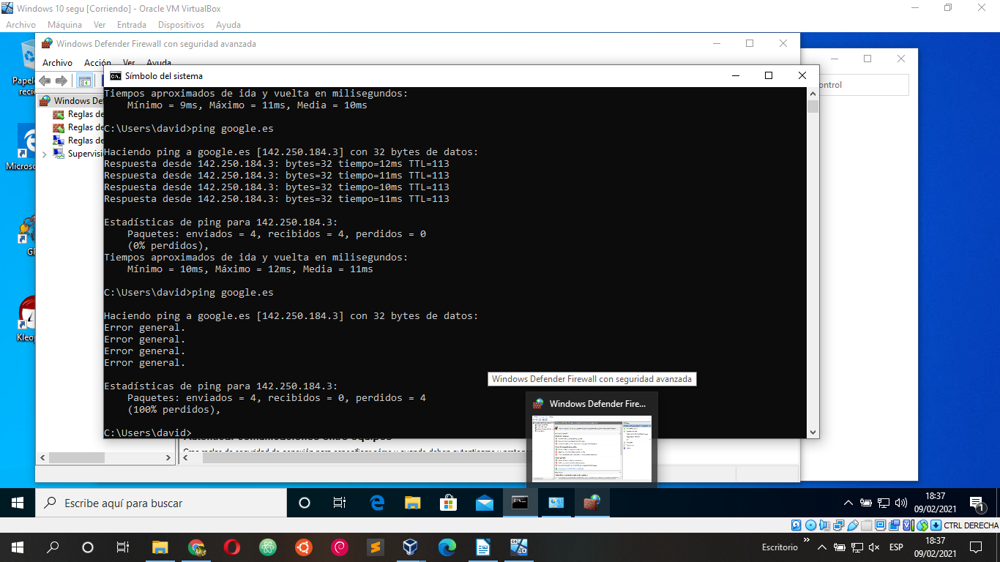 Windows 10 segu [Corriendo] - Oracle VM VirtualBox
Archivo Máquina Ver Entrada Dispositivos Ayuda
Windows Defender Firewall con seguridad avanzada
Archivo Acción Ver Ayuda
Símbolo del sistema
ontrol
Papel
reci
Windows Def
Reglas de
Reglas de
Reglas de
Supervisi
Microso
Kleop
Tiempos aproximados de ida y vuelta en milisegundos:
Mínimo = 9ms, Máximo = 11ms, Media = 10ms
C:\Users\david>ping google.es
Haciendo ping a google.es [142.250.184.3] con 32 bytes de datos:
Respuesta desde 142.250.184.3: bytes=32 tiempo=12ms TTL=113
Respuesta desde 142.250.184.3: bytes=32 tiempo=11ms TTL=113
Respuesta desde 142.250.184.3: bytes=32 tiempo=10ms TTL=113
Respuesta desde 142.250.184.3: bytes=32 tiempo=11ms TTL=113
Estadísticas de ping para 142.250.184.3:
Paquetes: enviados = 4, recibidos = 4, perdidos = 0
(0% perdidos),
Tiempos aproximados de ida y vuelta en milisegundos:
Mínimo = 10ms, Máximo = 12ms, Media = 11ms
C:\Users\david>ping google.es
Haciendo ping a google.es [142.250.184.3] con 32 bytes de datos:
Error general.
Error general.
Error general.
Error general.
Estadísticas de ping para 142.250.184.3:
Paquetes: enviados = 4, recibidos = 0, perdidos = 4
(100% perdidos),
C:\Users\david>
Windows Defender Firewall con seguridad avanzada
Windows Defender Fire...
Escribe aquí para buscar
18:37
09/02/2021
1
CTRL DERECHA
Escritorio
ESP
18:37
09/02/2021